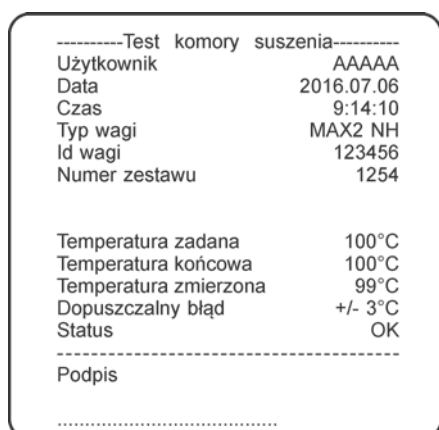 ----------Test komory suszenia----------
Użytkownik AAAAA
Data 2016.07.06
Czas 9:14:10
Typ wagi MAX2 NH
Id wagi 123456
Numer zestawu 1254
Temperatura zadana 100°C
Temperatura końcowa 100°C
Temperatura zmierzona 99°C
Dopuszczalny błąd +/- 3°C
Status OK
----------------------------------------
Podpis
........................................